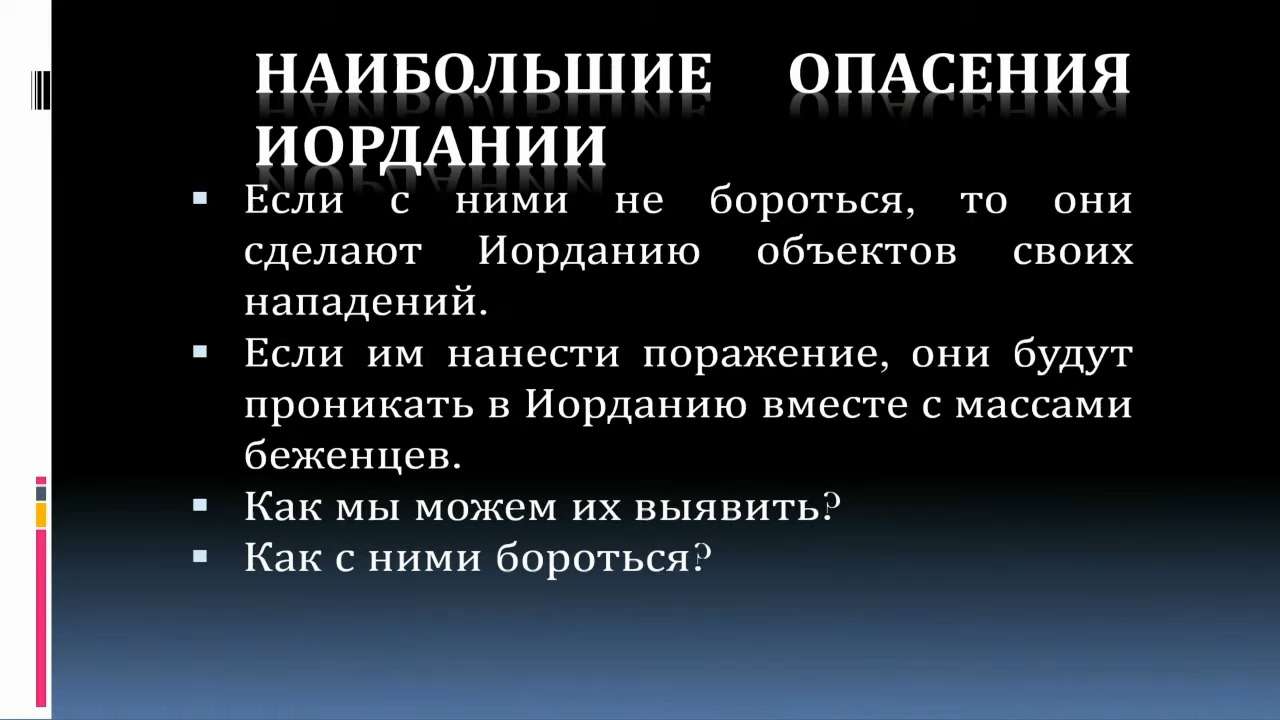 НАИБОЛЬШИЕ ОПАСЕНИЯ
ИОРДАНИИ
Если с ними не бороться, то они
сделают Иорданию объектов своих
нападений.
Если им нанести поражение, они будут
проникать в Иорданию вместе с массами
беженцев.
Как мы можем их выявить?
Как с ними бороться?